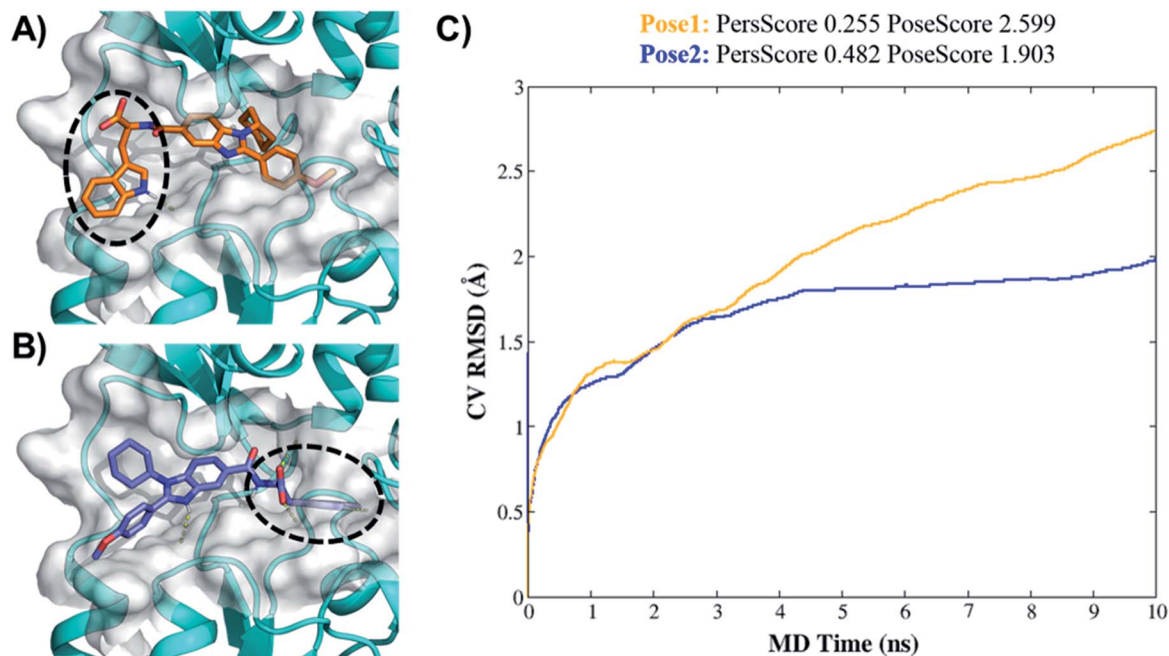 A)
B)
C)
Pose1: PersScore 0.255 PoseScore 2.599
Pose2: PersScore 0.482 PoseScore 1.903
3
2.5
2
1.5
1
0.5
0
CV RMSD (Å)
0 1 2 3 4 5 6 7 8 9 10
MD Time (ns)